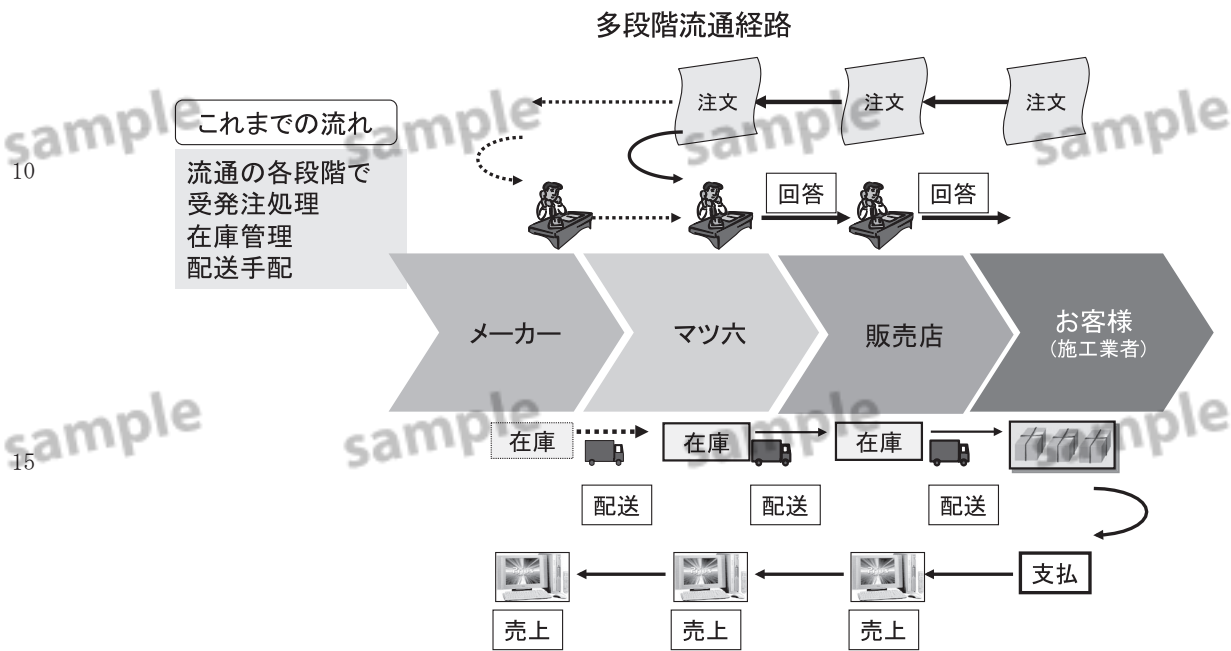 多段階流通経路
注文
注文
注文
sample
sample
sample
sample
これまでの流れ
10
流通の各段階で
受発注処理
在庫管理
配送手配
回答
回答
メーカー
マツ六
販売店
お客様
(施工業者)
sample
sample
sample
sample
15
在庫
在庫
在庫
配送
配送
配送
支払
売上
売上
売上